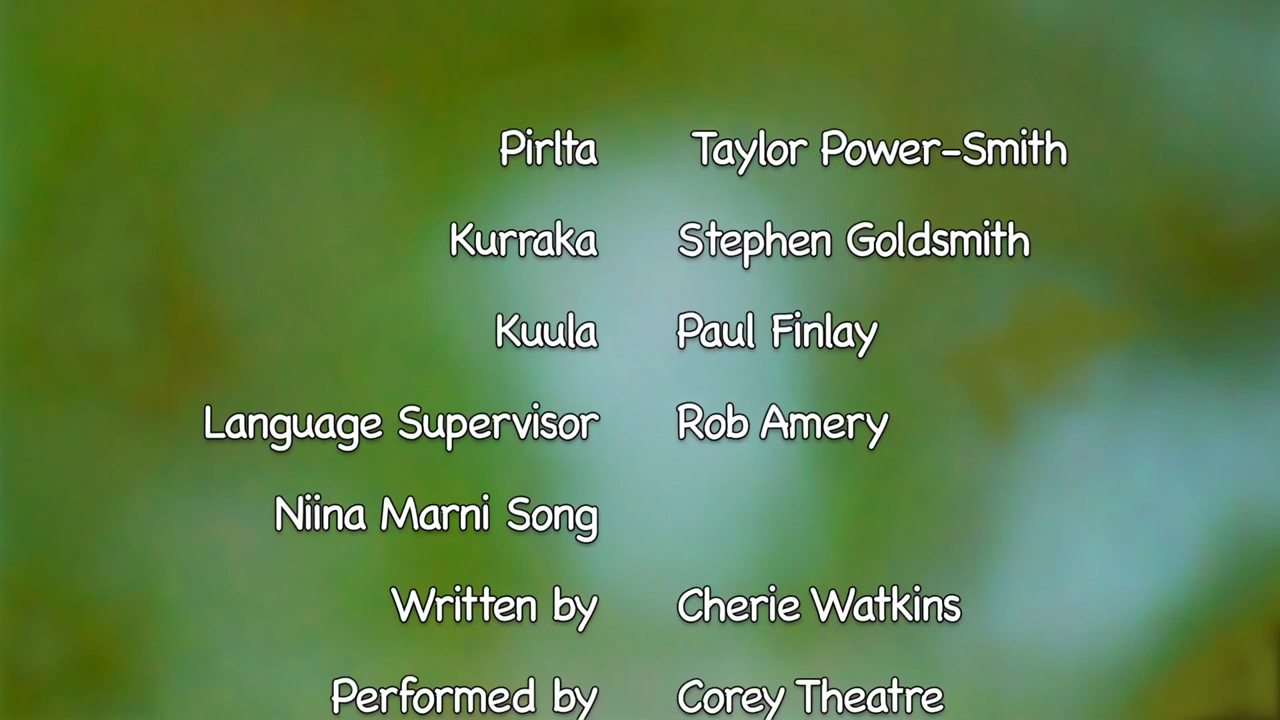 Pirlta Taylor Power-Smith
Kurraka Stephen Goldsmith
Kuula Paul Finlay
Language Supervisor Rob Amery
Niina Marni Song
Written by Cherie Watkins
Performed by Corey Theatre